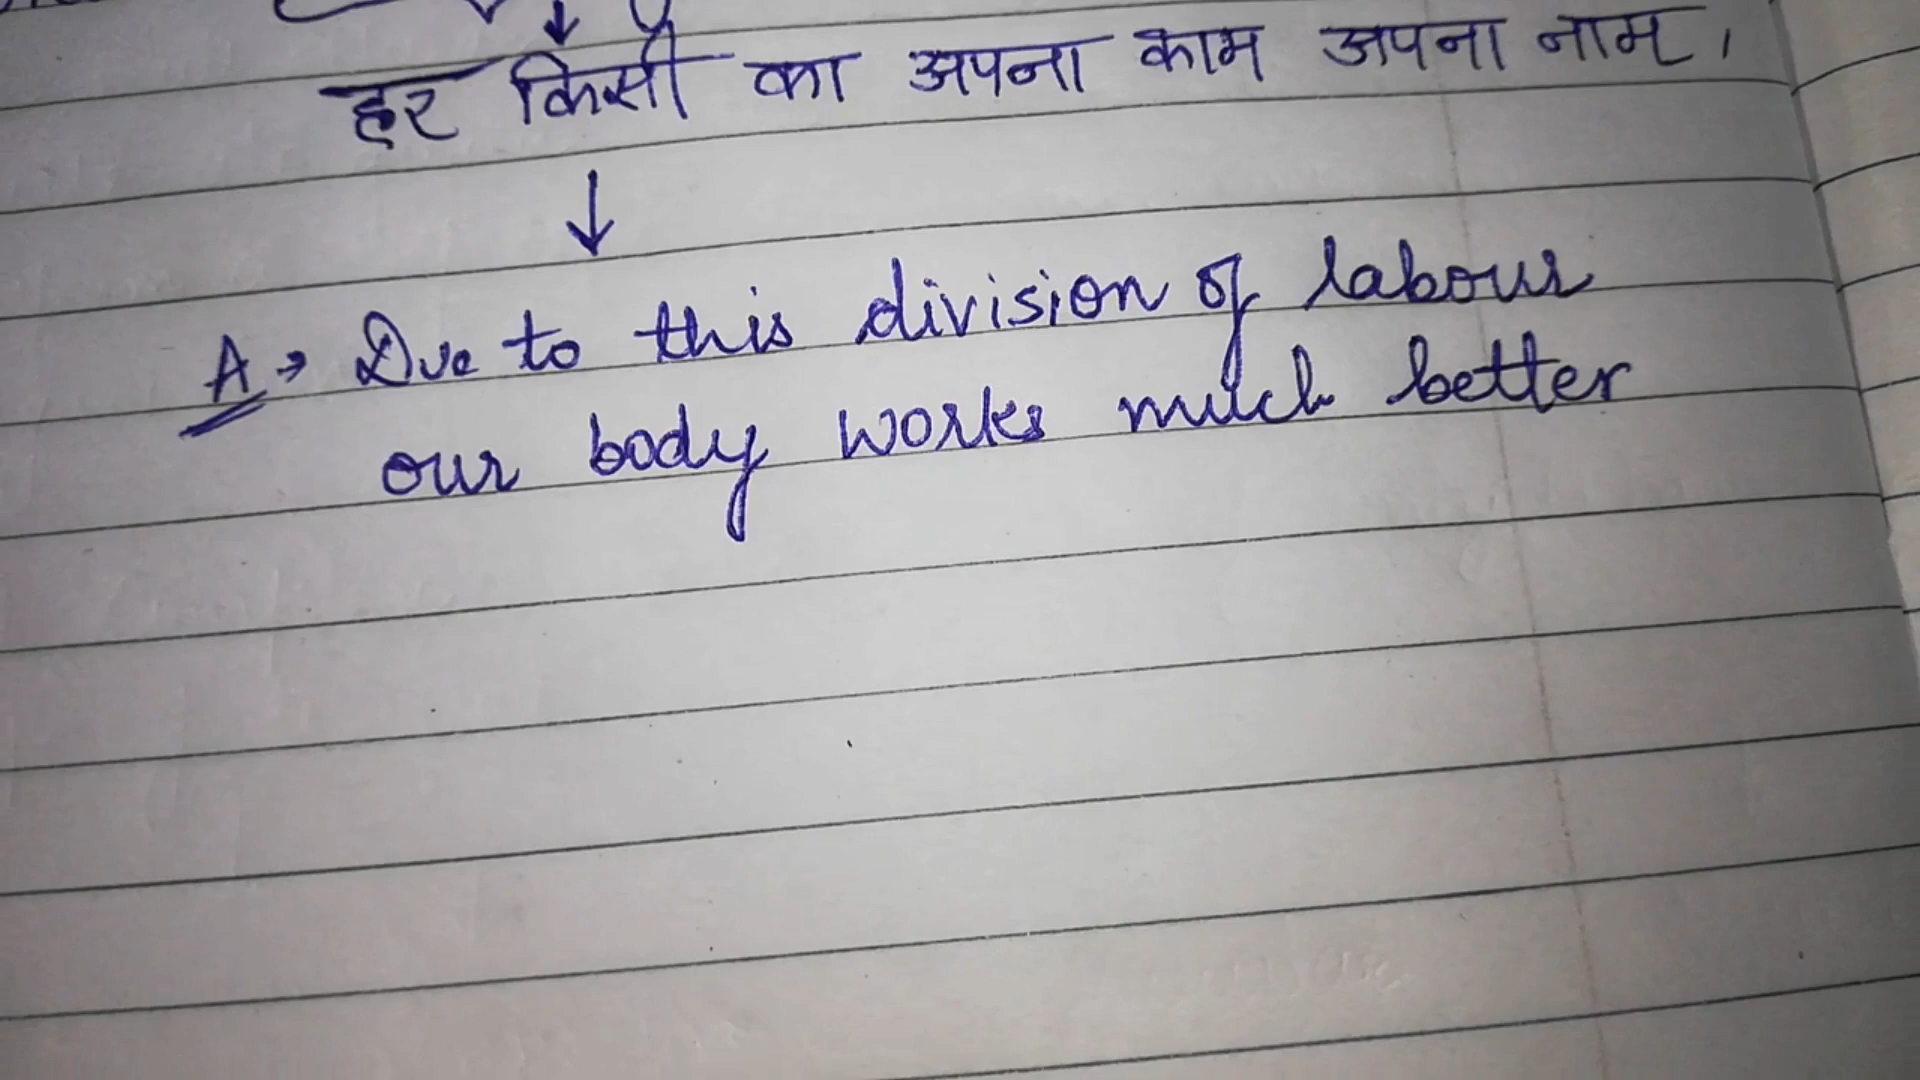 हर किसी का अपना काम अपना नाम ।
↓
A → Due to this division of labour
our body works much better